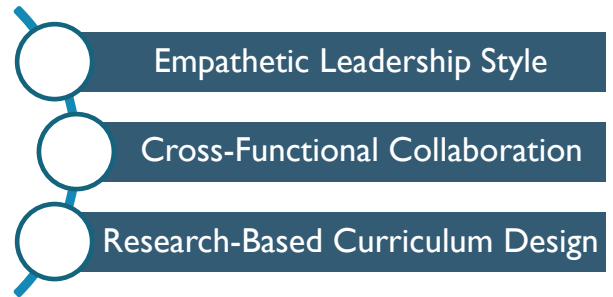 Empathetic Leadership Style
Cross-Functional Collaboration
Research-Based Curriculum Design